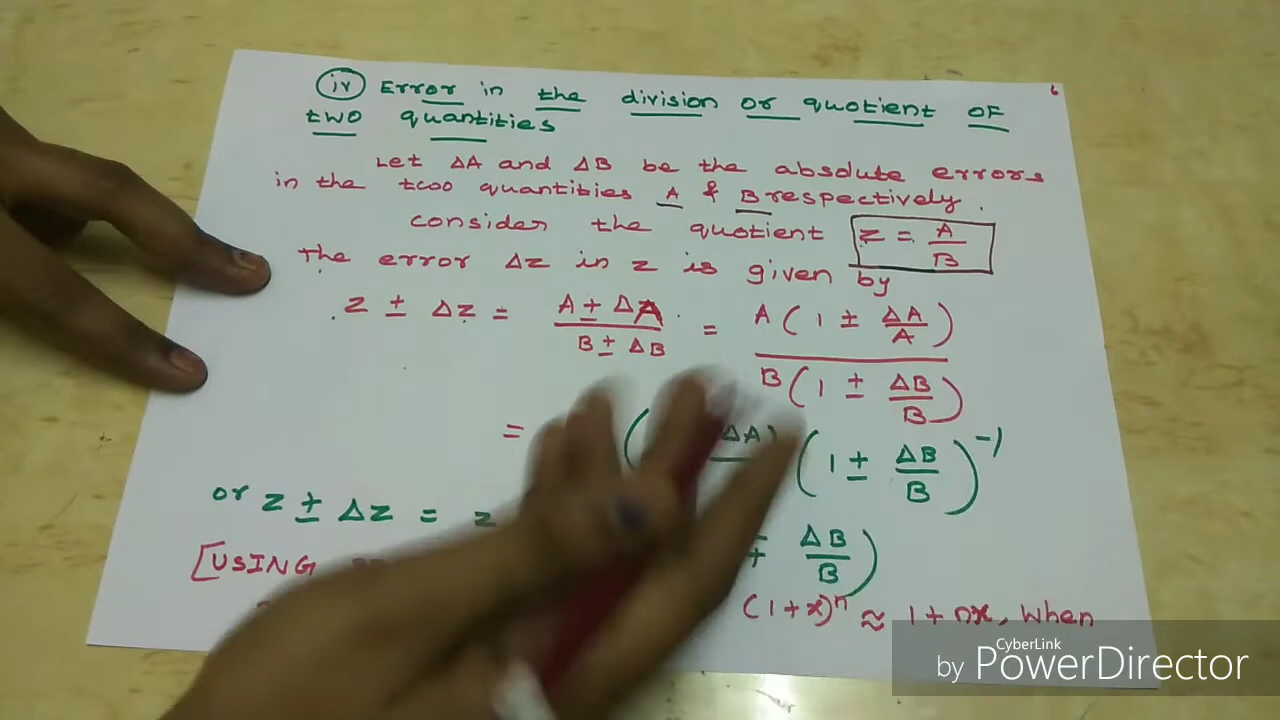 6
(iv) Error in the division or quotient of
two quantities
Let ΔA and ΔB be the absolute errors
in the two quantities A & B respectively.
consider the quotient z = A/B
The error Δz in z is given by
z ± Δz = (A ± ΔA)/(B ± ΔB) = A(1 ± ΔA/A)/B(1 ± ΔB/B)
= ( ΔA) (1 ± ΔB/B)⁻¹
or z ± Δz = z ΔB/B)
[USING (1+x)ⁿ ≈ 1+nx, when
CyberLink
by PowerDirector